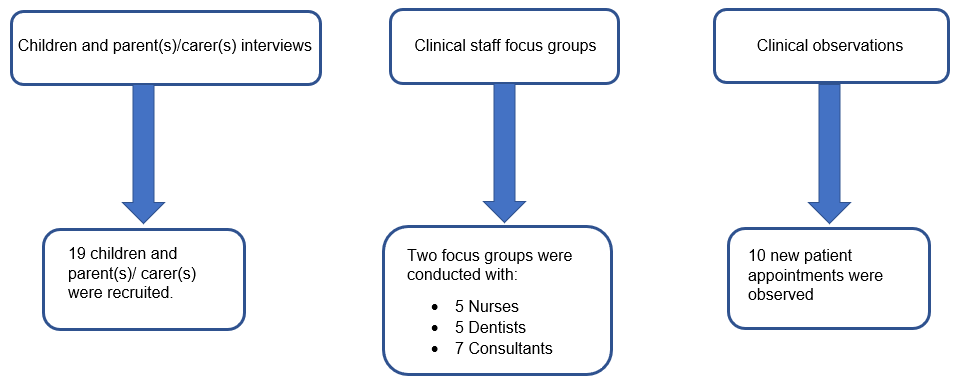 Children and parent(s)/carer(s) interviews
Clinical staff focus groups
Clinical observations
19 children and
parent(s)/ carer(s)
were recruited.
Two focus groups were
conducted with:
• 5 Nurses
• 5 Dentists
• 7 Consultants
10 new patient
appointments were
observed